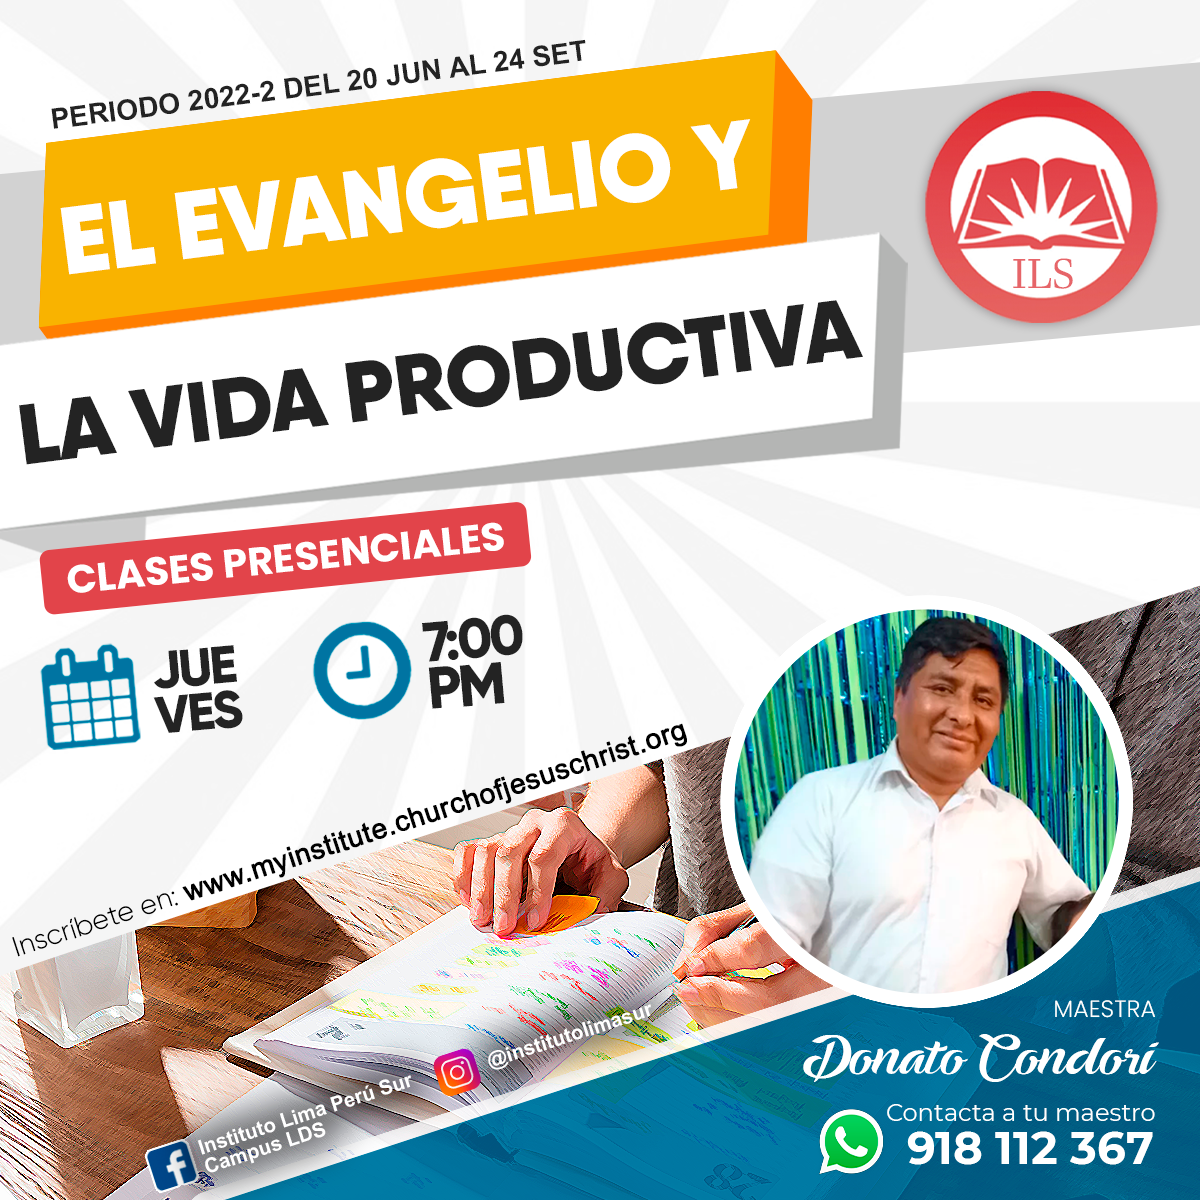 PERIODO 2022-2 DEL 20 JUN AL 24 SET
EL EVANGELIO Y
LA VIDA PRODUCTIVA
ILS
CLASES PRESENCIALES
JUE
VES
7:00
PM
Inscríbete en: www.myinstitute.churchofjesuschrist.org
@institutolimasur
Instituto Lima Perú Sur
Campus LDS
MAESTRA
Donato Condori
Contacta a tu maestro
918 112 367